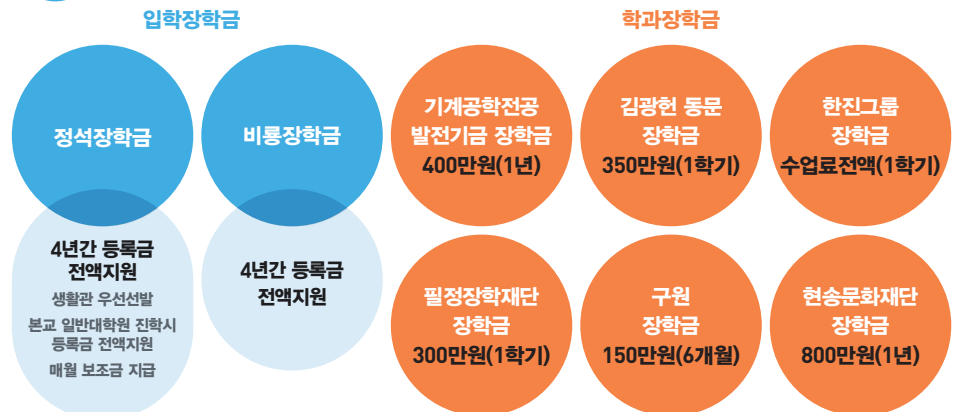 입학장학금
정석장학금
4년간 등록금
전액지원
생활관 우선선발
본교 일반대학원 진학시
등록금 전액지원
매월 보조금 지급
비룡장학금
4년간 등록금
전액지원
학과장학금
기계공학전공
발전기금 장학금
400만원(1년)
김광헌 동문
장학금
350만원(1학기)
한진그룹
장학금
수업료전액(1학기)
필정장학재단
장학금
300만원(1학기)
구원
장학금
150만원(6개월)
현송문화재단
장학금
800만원(1년)